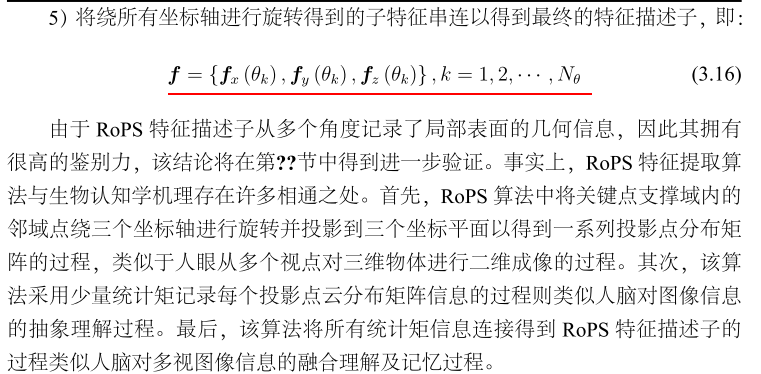 5）将绕所有坐标轴进行旋转得到的子特征串连以得到最终的特征描述子，即：
f = {f_x (θ_k) , f_y (θ_k) , f_z (θ_k)} , k = 1, 2, ··· , N_θ (3.16)
由于 RoPS 特征描述子从多个角度记录了局部表面的几何信息，因此其拥有
很高的鉴别力，该结论将在第??节中得到进一步验证。事实上，RoPS 特征提取算
法与生物认知学机理存在许多相通之处。首先，RoPS 算法中将关键点支撑域内的
邻域点绕三个坐标轴进行旋转并投影到三个坐标平面以得到一系列投影点分布矩
阵的过程，类似于人眼从多个视点对三维物体进行二维成像的过程。其次，该算
法采用少量统计矩记录每个投影点云分布矩阵信息的过程则类似人脑对图像信息
的抽象理解过程。最后，该算法将所有统计矩信息连接得到 RoPS 特征描述子的
过程类似人脑对多视图像信息的融合理解及记忆过程。